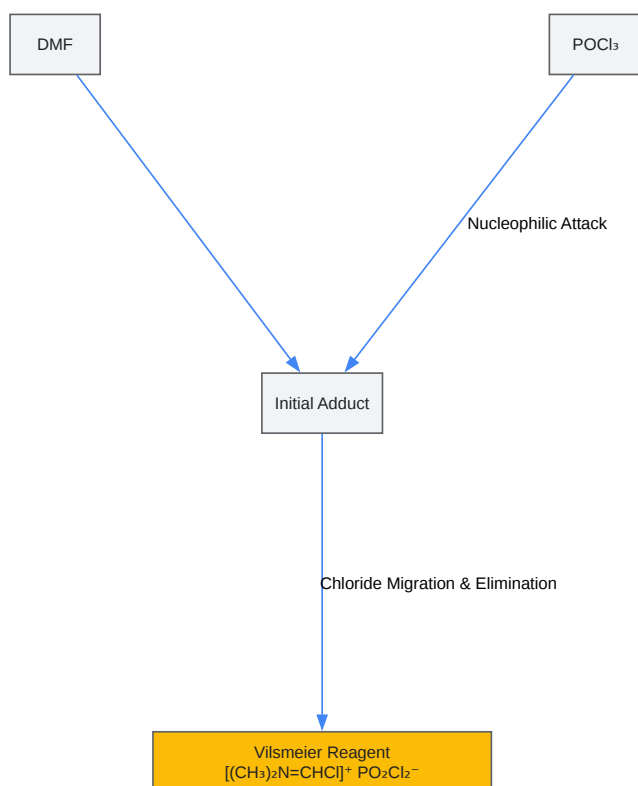 DMF
POCl₃
Nucleophilic Attack
Initial Adduct
Chloride Migration & Elimination
Vilsmeier Reagent
[(CH₃)₂N=CHCl]⁺ PO₂Cl₂⁻